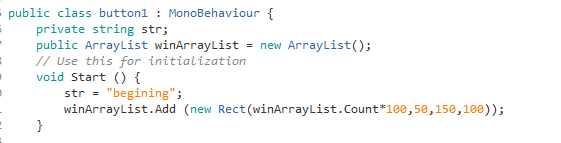 public class button1 : MonoBehaviour {
private string str;
public ArrayList winArrayList = new ArrayList();
// Use this for initialization
void Start () {
str = "begining";
winArrayList.Add (new Rect(winArrayList.Count*100,50,150,100));
}